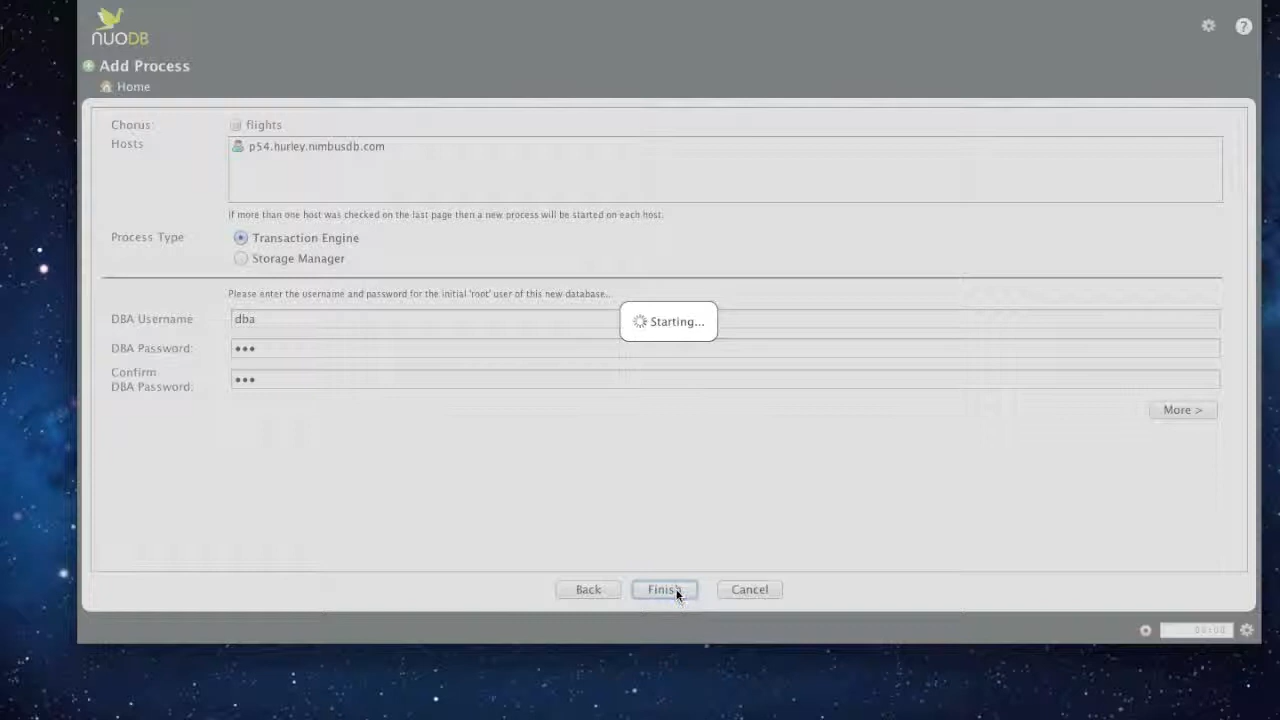 NUODB
Add Process
Home
Chorus: flights
Hosts p54.hurley.nimbusdb.com
If more than one host was checked on the last page then a new process will be started on each host.
Process Type Transaction Engine
Storage Manager
Please enter the username and password for the initial 'root' user of this new database...
DBA Username dba
Starting...
DBA Password: •••
Confirm
DBA Password: •••
More >
Back Finish Cancel